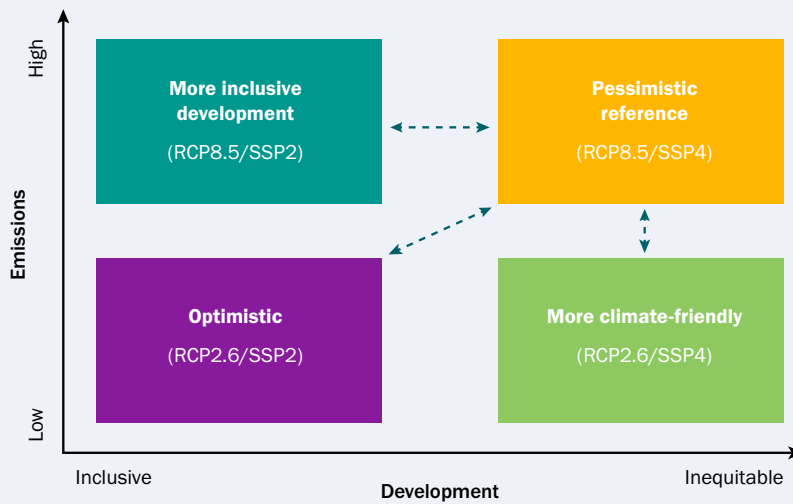 High
More inclusive
development
(RCP8.5/SSP2)
Pessimistic
reference
(RCP8.5/SSP4)
Emissions
Optimistic
(RCP2.6/SSP2)
More climate-friendly
(RCP2.6/SSP4)
Low
Inclusive
Development
Inequitable